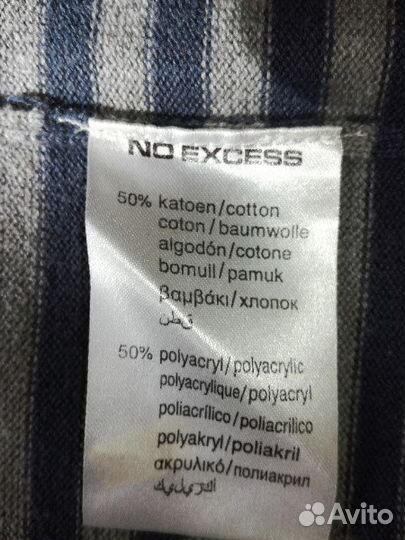 NO EXCESS
50% katoen/cotton
coton/baumwolle
algodón/cotone
bomull/pamuk
βαμβάκι/хлопок
قطن
50% polyacryl/polyacrylic
polyacrylique/polyacryl
poliacrílico/poliacrilico
polyakryl/poliakril
ακρυλικό/полиакрил
أكريليك
Avito